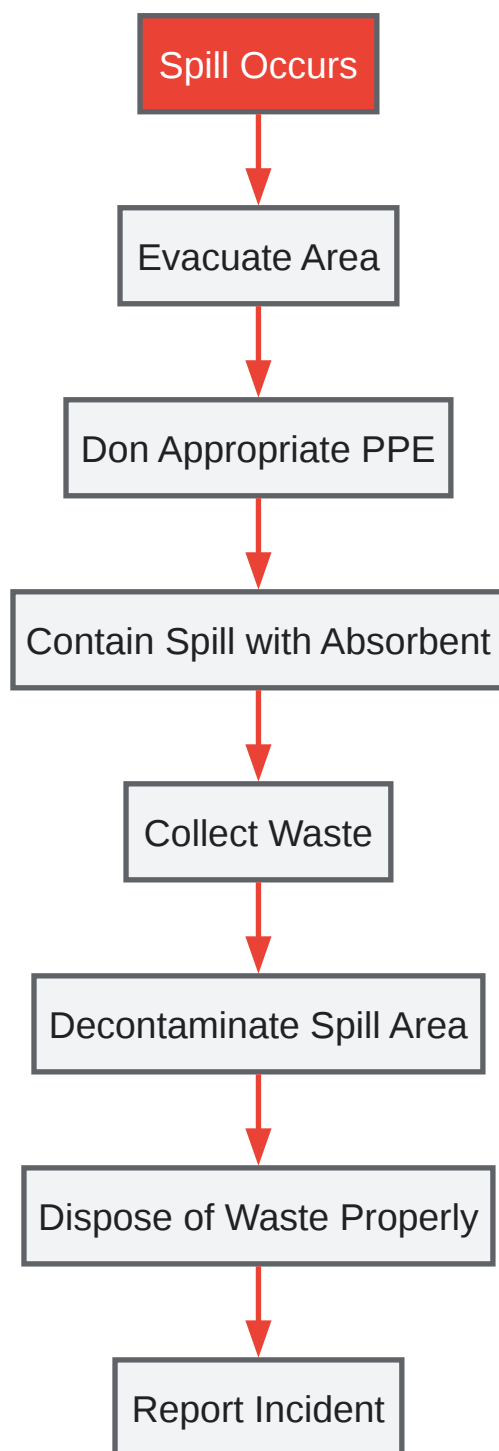 Spill Occurs
Evacuate Area
Don Appropriate PPE
Contain Spill with Absorbent
Collect Waste
Decontaminate Spill Area
Dispose of Waste Properly
Report Incident